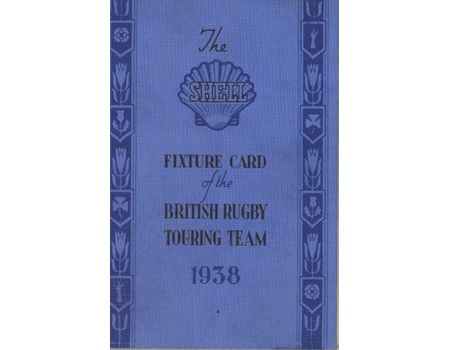 The
SHELL
FIXTURE CARD
of the
BRITISH RUGBY
TOURING TEAM
1938